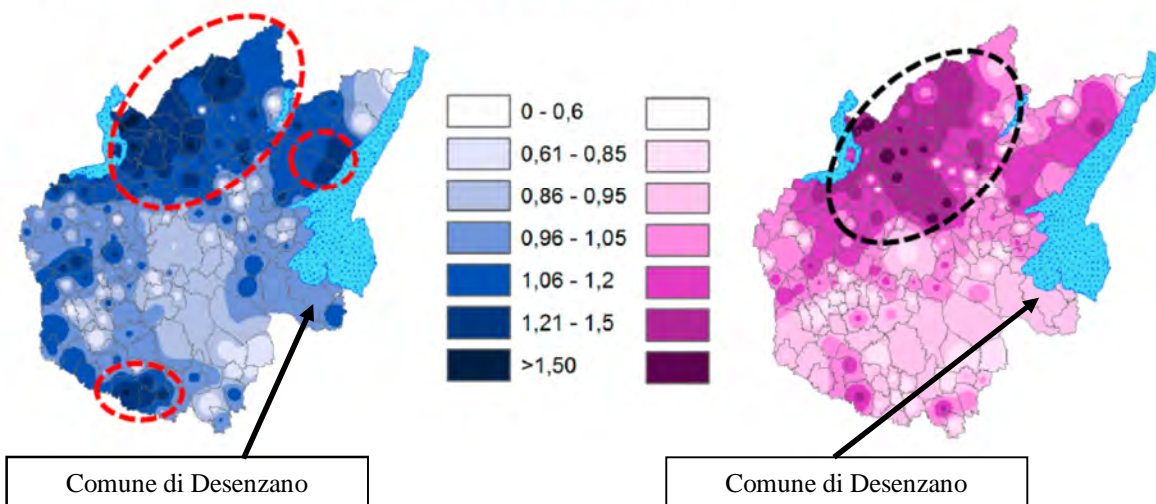 0 - 0,6
0,61 - 0,85
0,86 - 0,95
0,96 - 1,05
1,06 - 1,2
1,21 - 1,5
>1,50
Comune di Desenzano
Comune di Desenzano